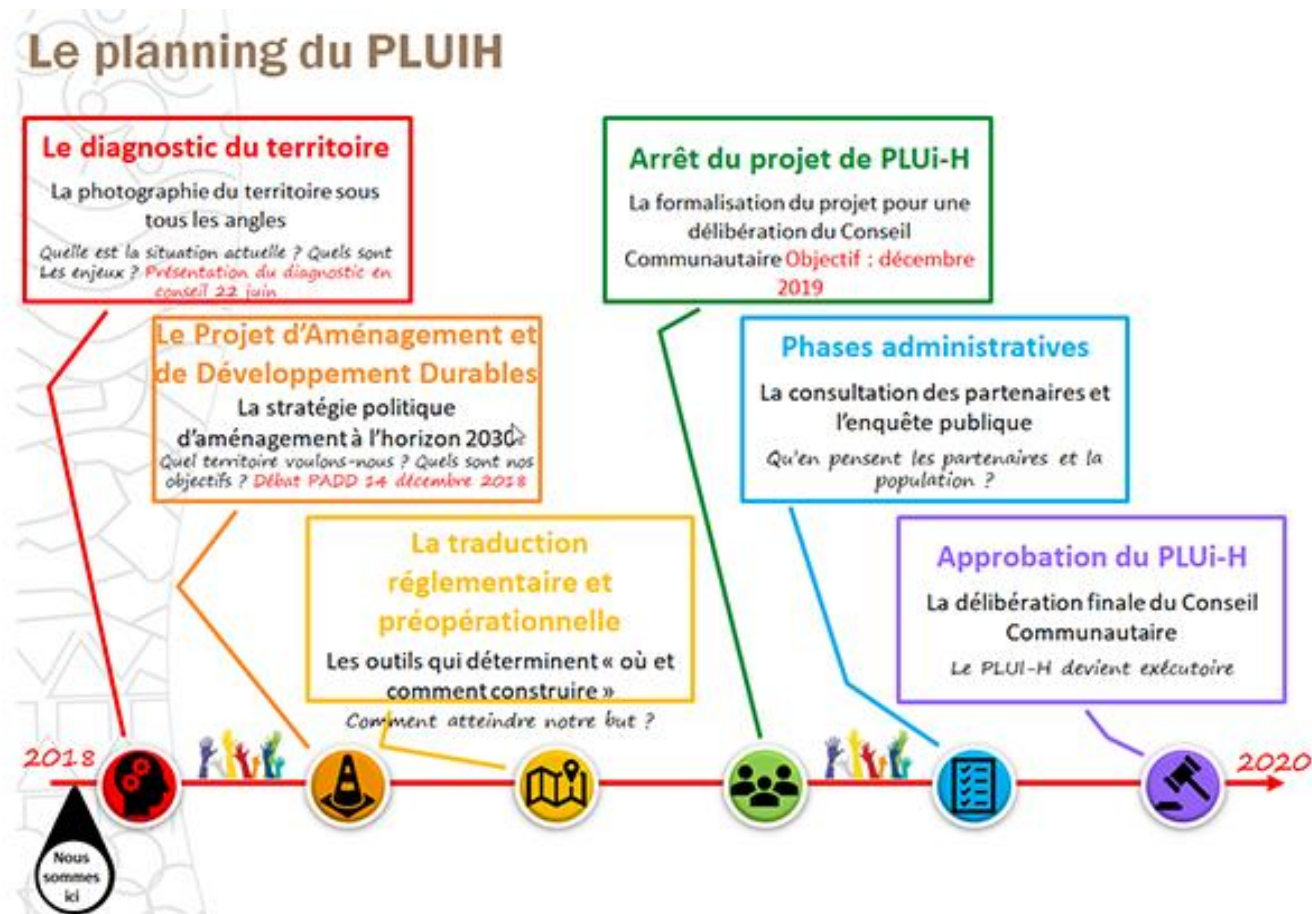 Le planning du PLUIH
Le diagnostic du territoire
La photographie du territoire sous
tous les angles
Quelle est la situation actuelle ? Quels sont
Les enjeux ? Présentation du diagnostic en
conseil 22 juin
Le Projet d'Aménagement et
de Développement Durables
La stratégie politique
d'aménagement à l'horizon 2030
Quel territoire voulons-nous ? Quels sont nos
objectifs ? Débat PADD 14 décembre 2018
La traduction
réglementaire et
préopérationnelle
Les outils qui déterminent « où et
comment construire »
Comment atteindre notre but ?
Arrêt du projet de PLUi-H
La formalisation du projet pour une
délibération du Conseil
Communautaire Objectif : décembre
2019
Phases administratives
La consultation des partenaires et
l'enquête publique
Qu'en pensent les partenaires et la
population ?
Approbation du PLUi-H
La délibération finale du Conseil
Communautaire
Le PLUI-H devient exécutoire
2018
2020
Nous
sommes
ici